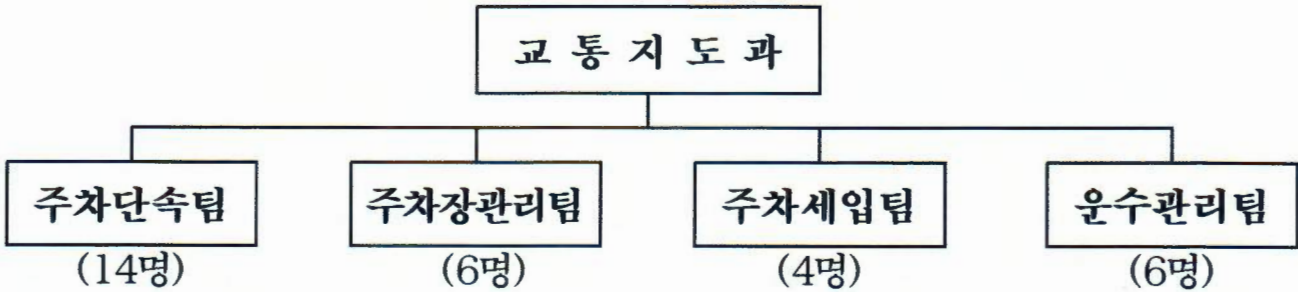 교 통 지 도 과
주차단속팀 주차장관리팀 주차세입팀 운수관리팀
(14명) (6명) (4명) (6명)